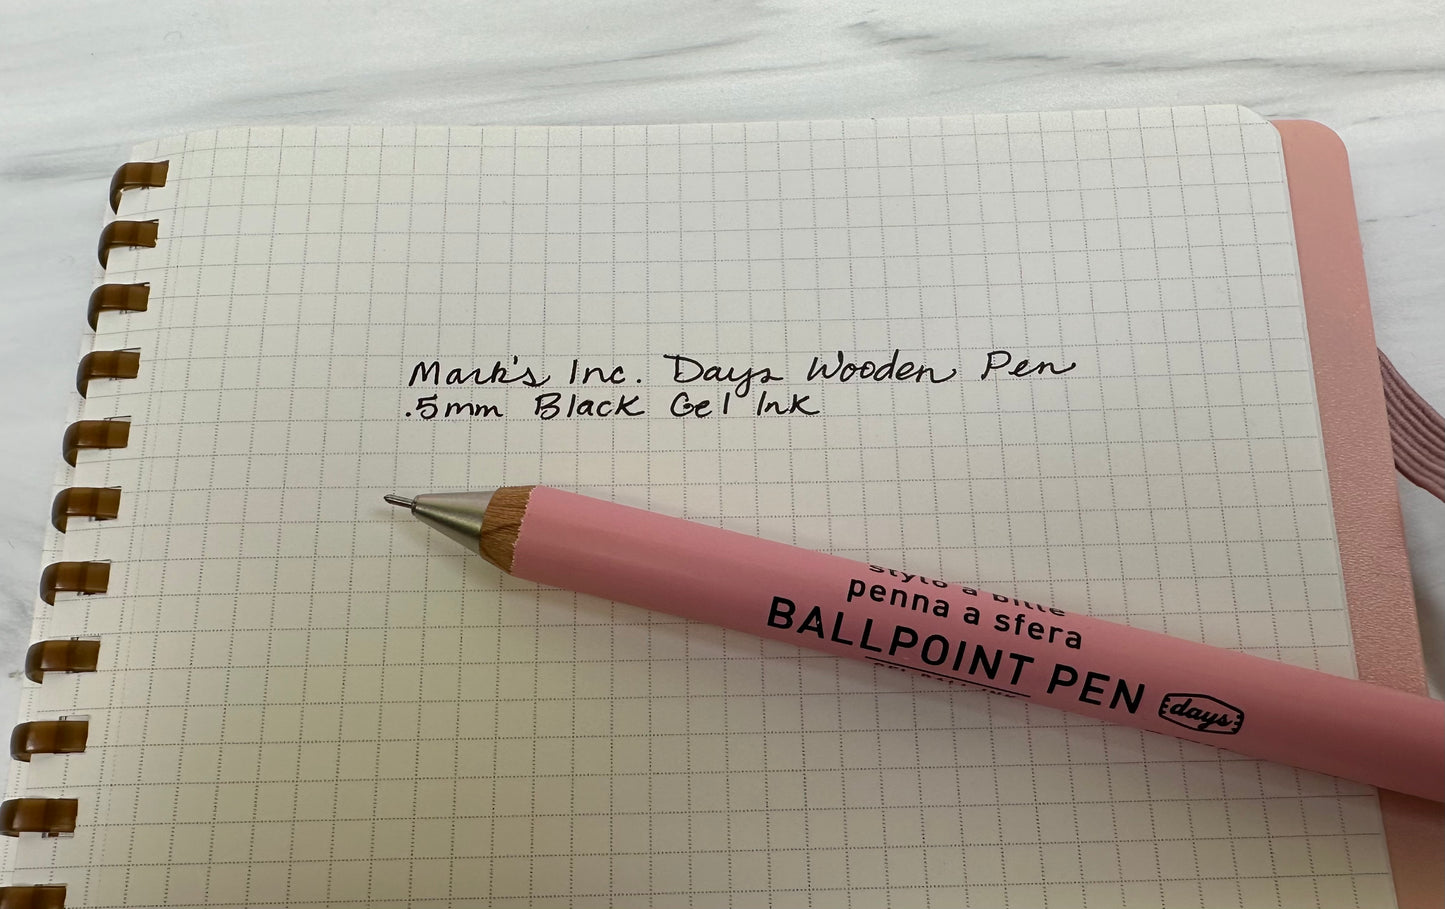 Mark's Inc. Days Wooden Pen
.5mm Black Gel Ink
stylo à bille
penna a sfera
BALLPOINT PEN
days